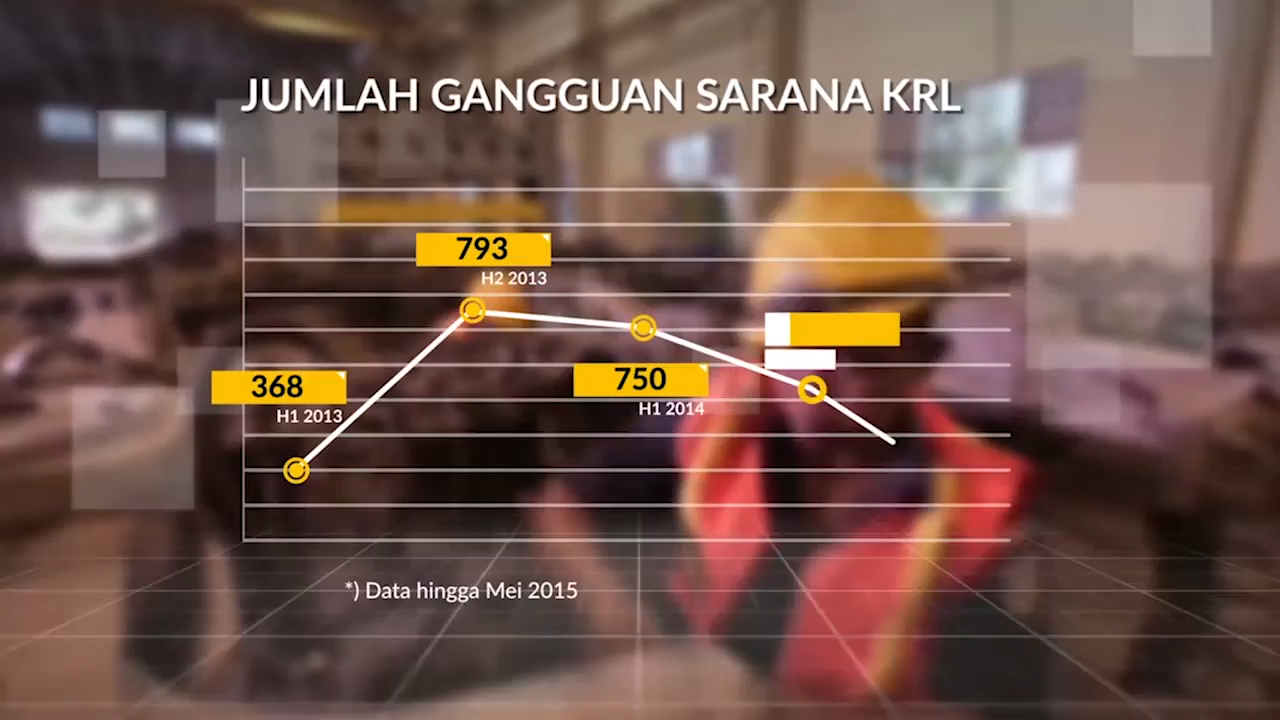 JUMLAH GANGGUAN SARANA KRL
793
H2 2013
368
H1 2013
750
H1 2014
*) Data hingga Mei 2015